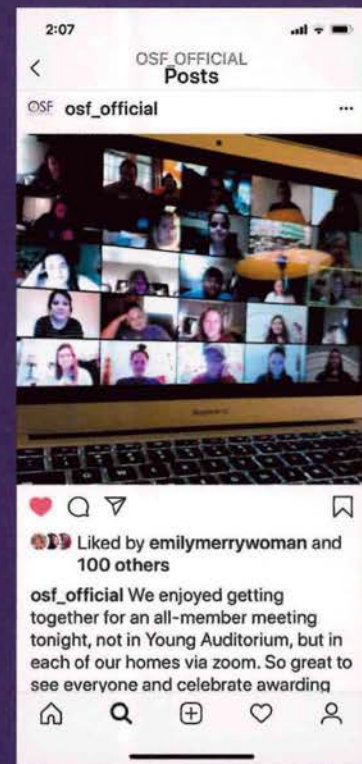 2:07
OSF_OFFICIAL
Posts
OSF osf_official
Liked by emilymerrywoman and
100 others
osf_official We enjoyed getting
together for an all-member meeting
tonight, not in Young Auditorium, but in
each of our homes via zoom. So great to
see everyone and celebrate awarding